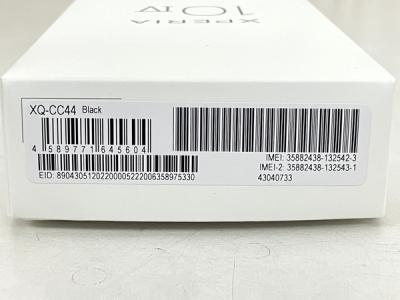 XPERIA
10 IV
XQ-CC44 Black
4 589771 645604
EID: 89043051202200005222006358975330
IMEI: 35882438-132542-3
IMEI-2: 35882438-132543-1
43040733